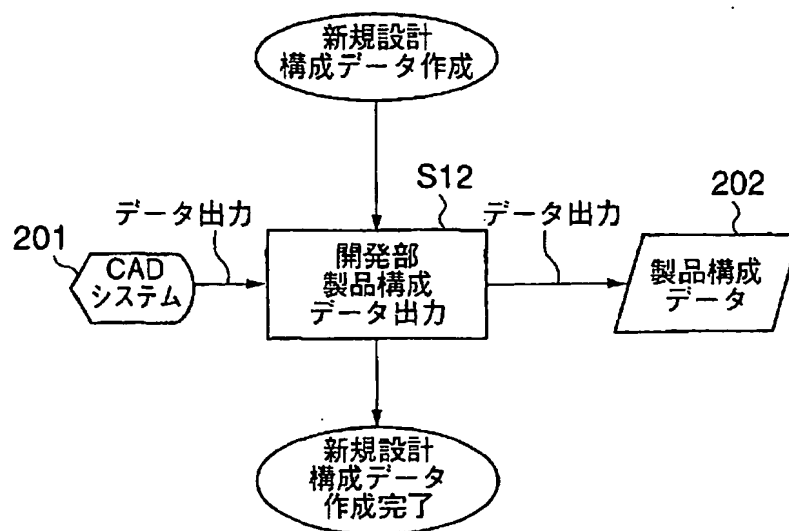 新規設計
構成データ作成
S12
202
データ出力
データ出力
201
CAD
システム
開発部
製品構成
データ出力
製品構成
データ
新規設計
構成データ
作成完了